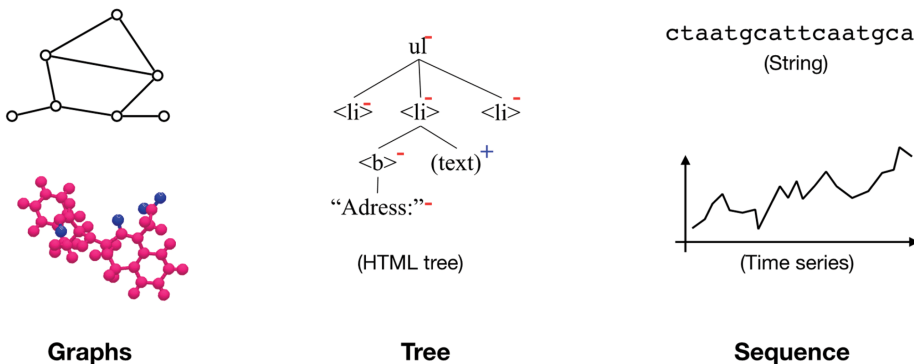 ul-
<li>- <li>- <li>-
<b>- (text)+
“Adress:”-
(HTML tree)
ctaatgcattcaatgca
(String)
(Time series)
Graphs
Tree
Sequence